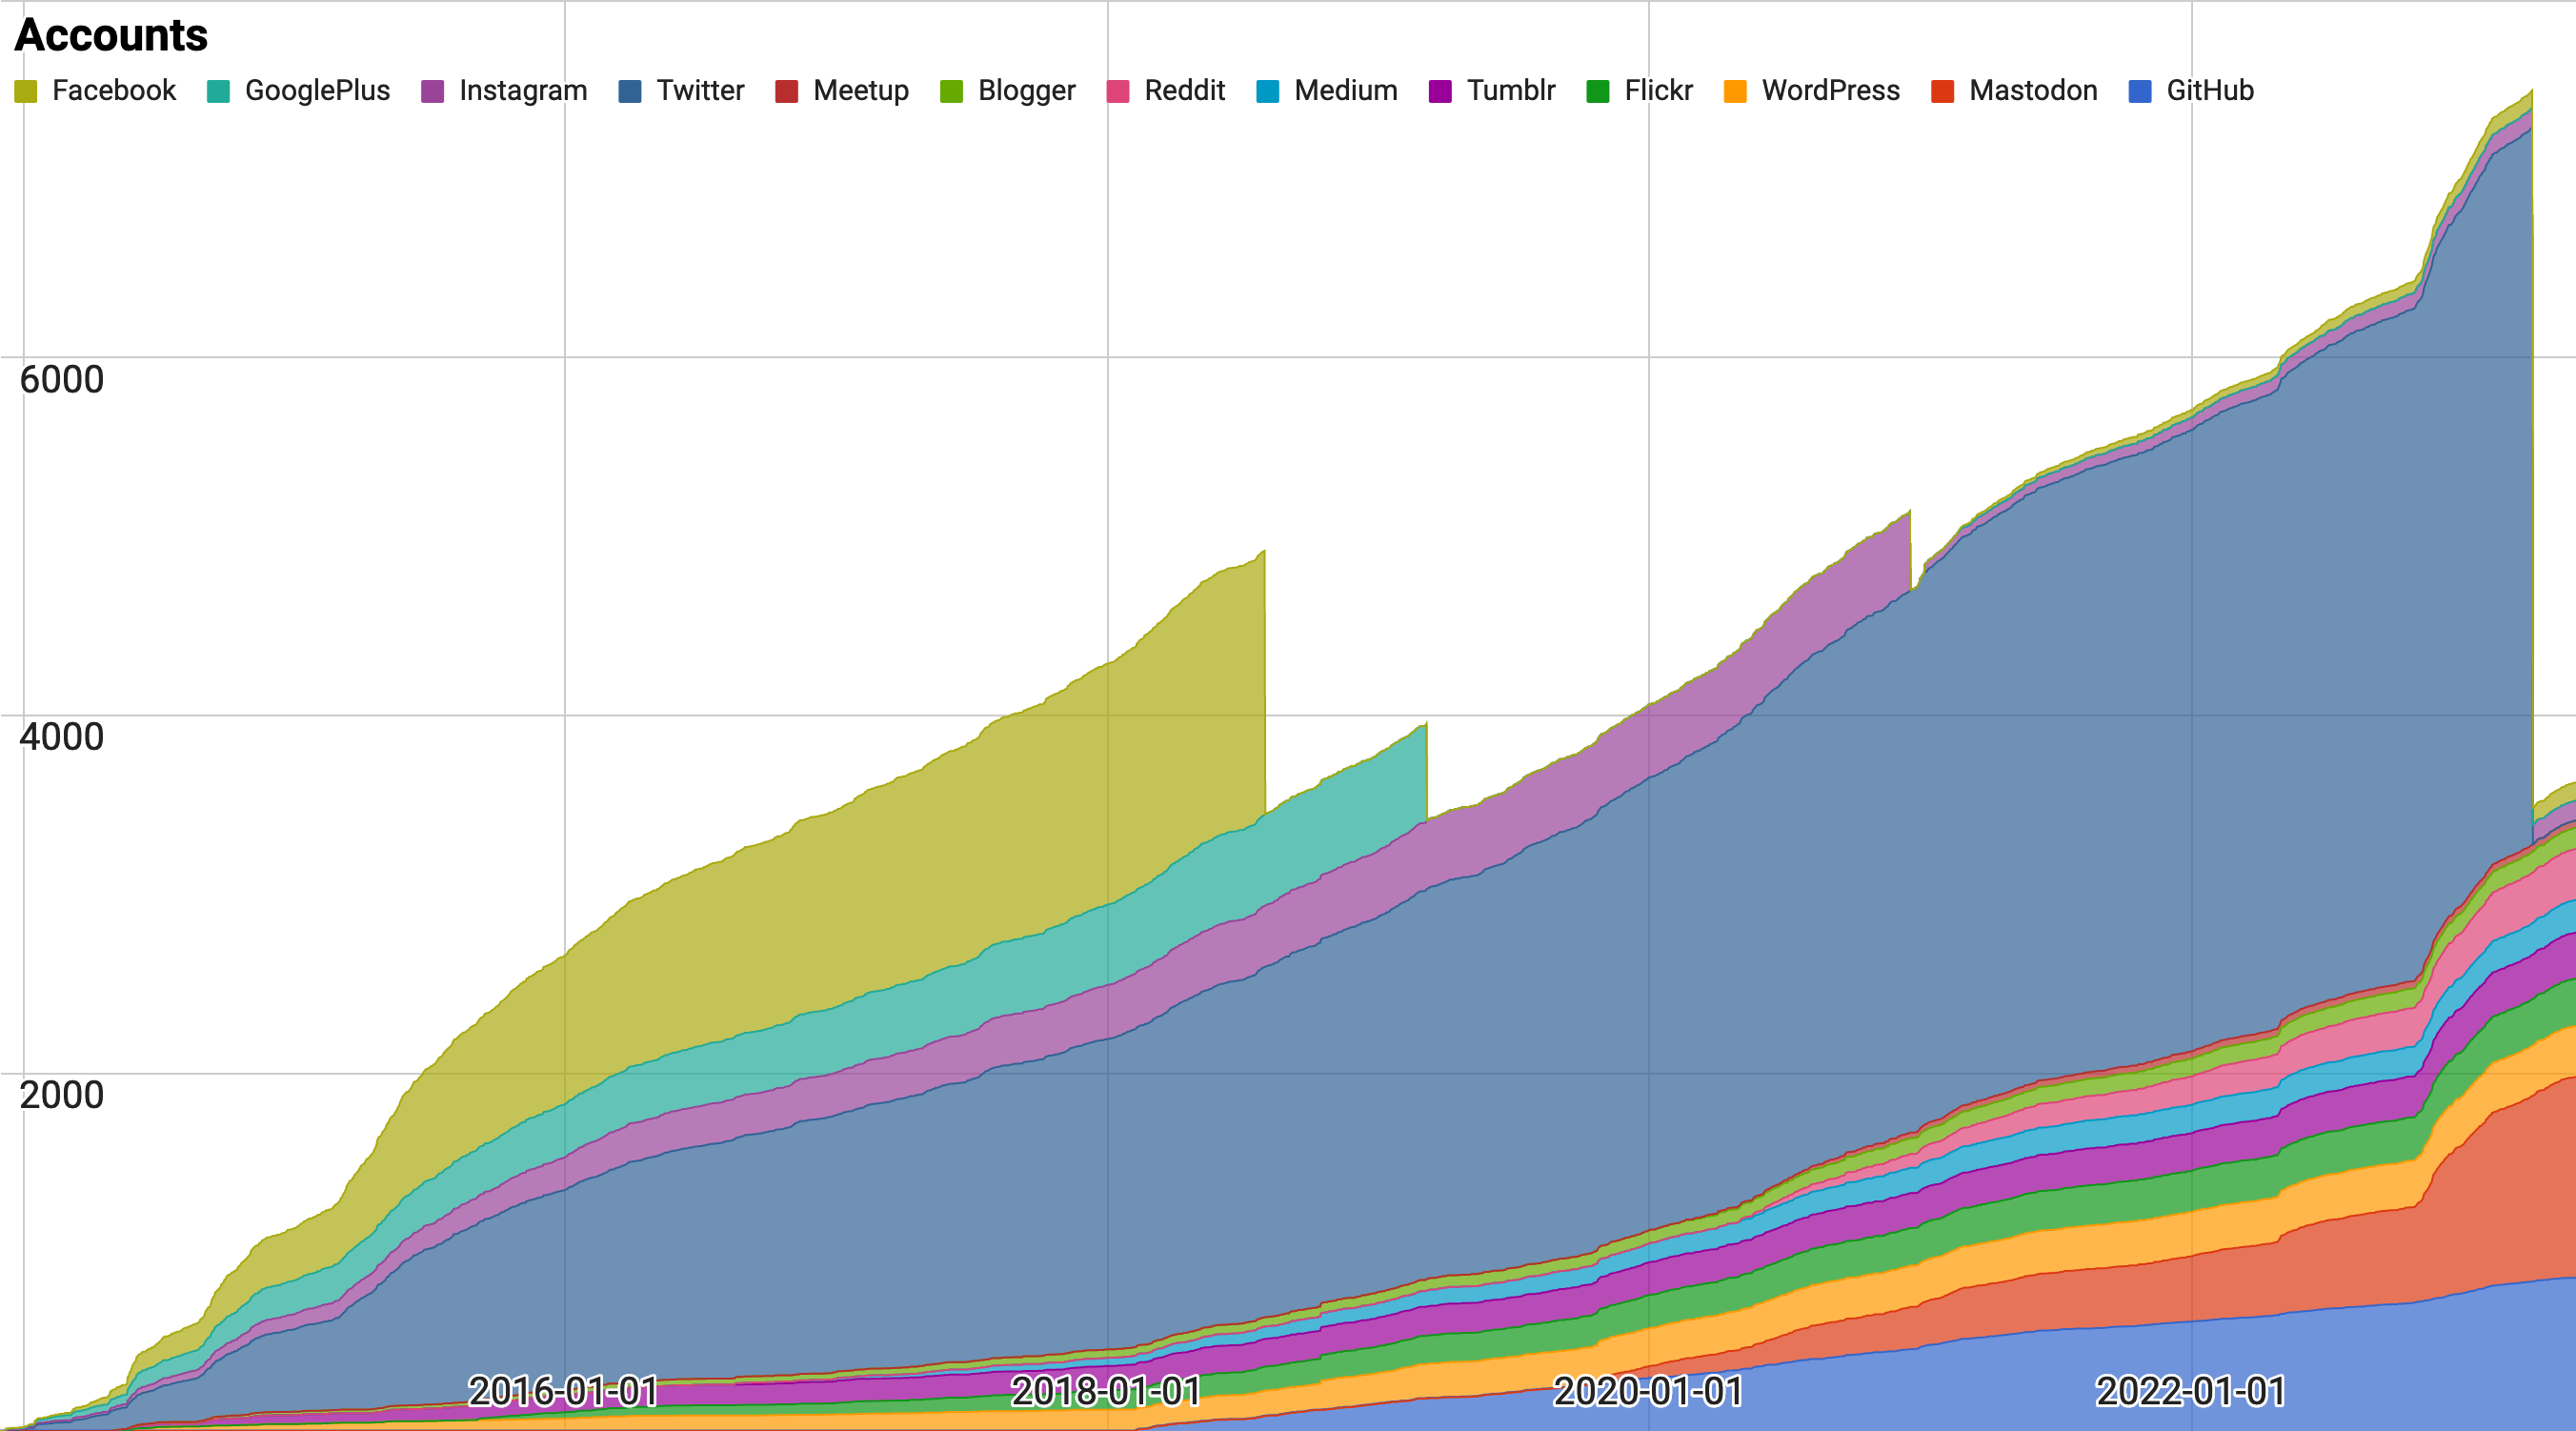 Accounts
Facebook GooglePlus Instagram Twitter Meetup Blogger Reddit Medium Tumblr Flickr WordPress Mastodon GitHub
6000
4000
2000
2016-01-01 2018-01-01 2020-01-01 2022-01-01